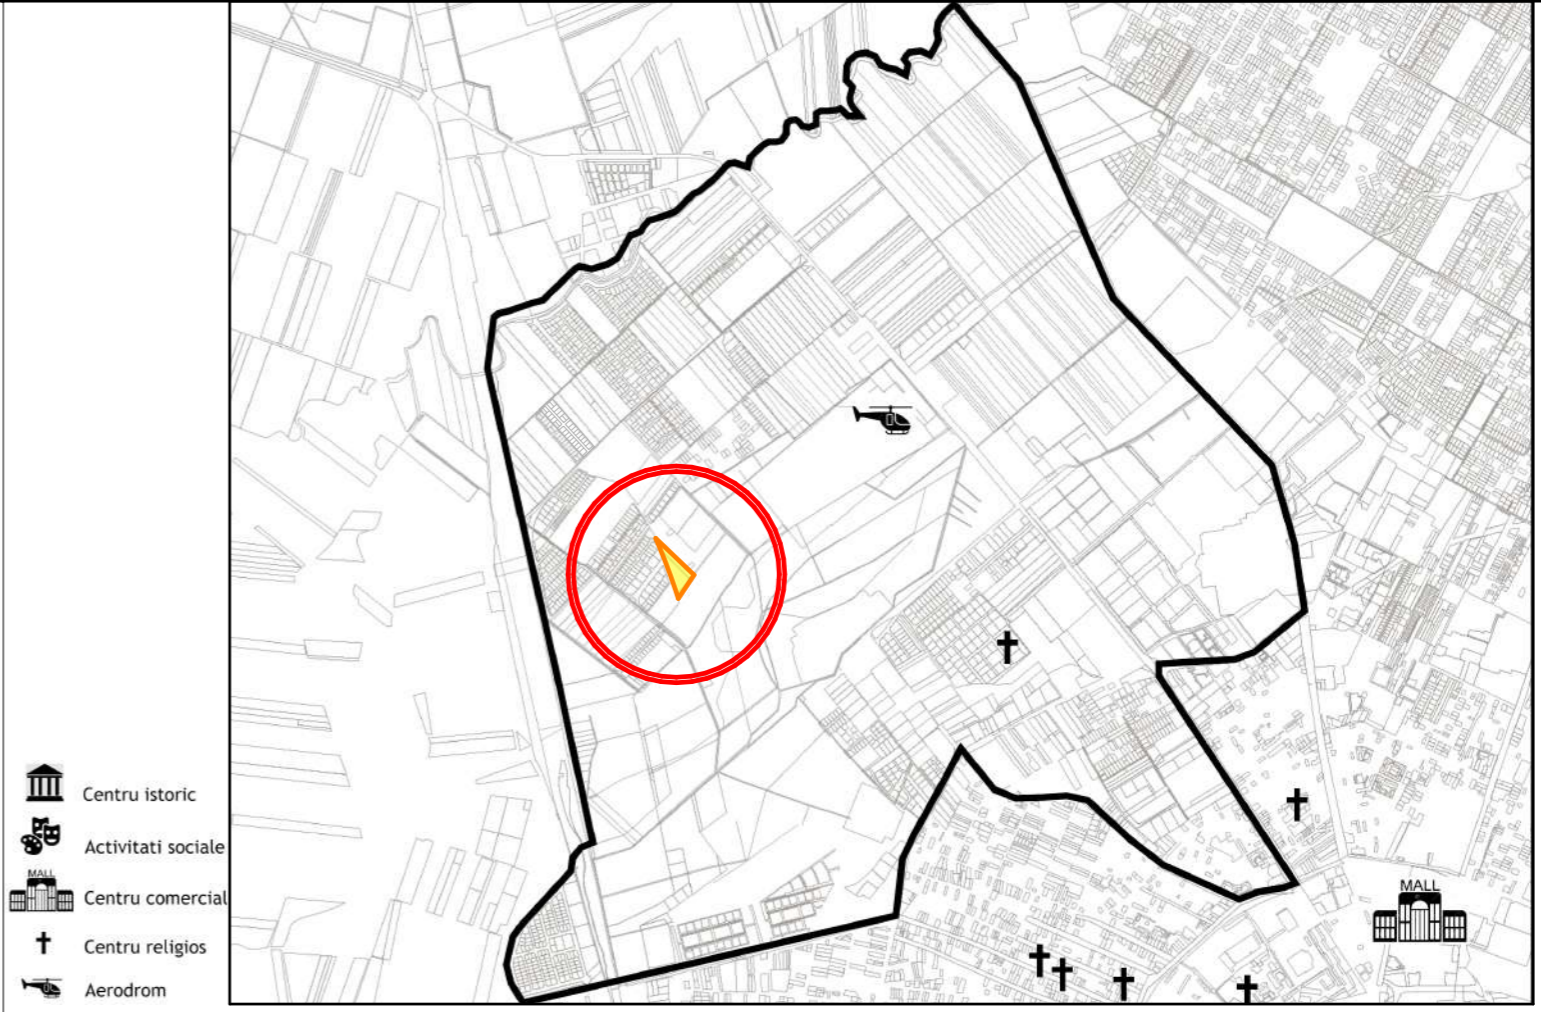 Centru istoric
Activitati sociale
MALL
Centru comercial
Centru religios
Aerodrom
MALL